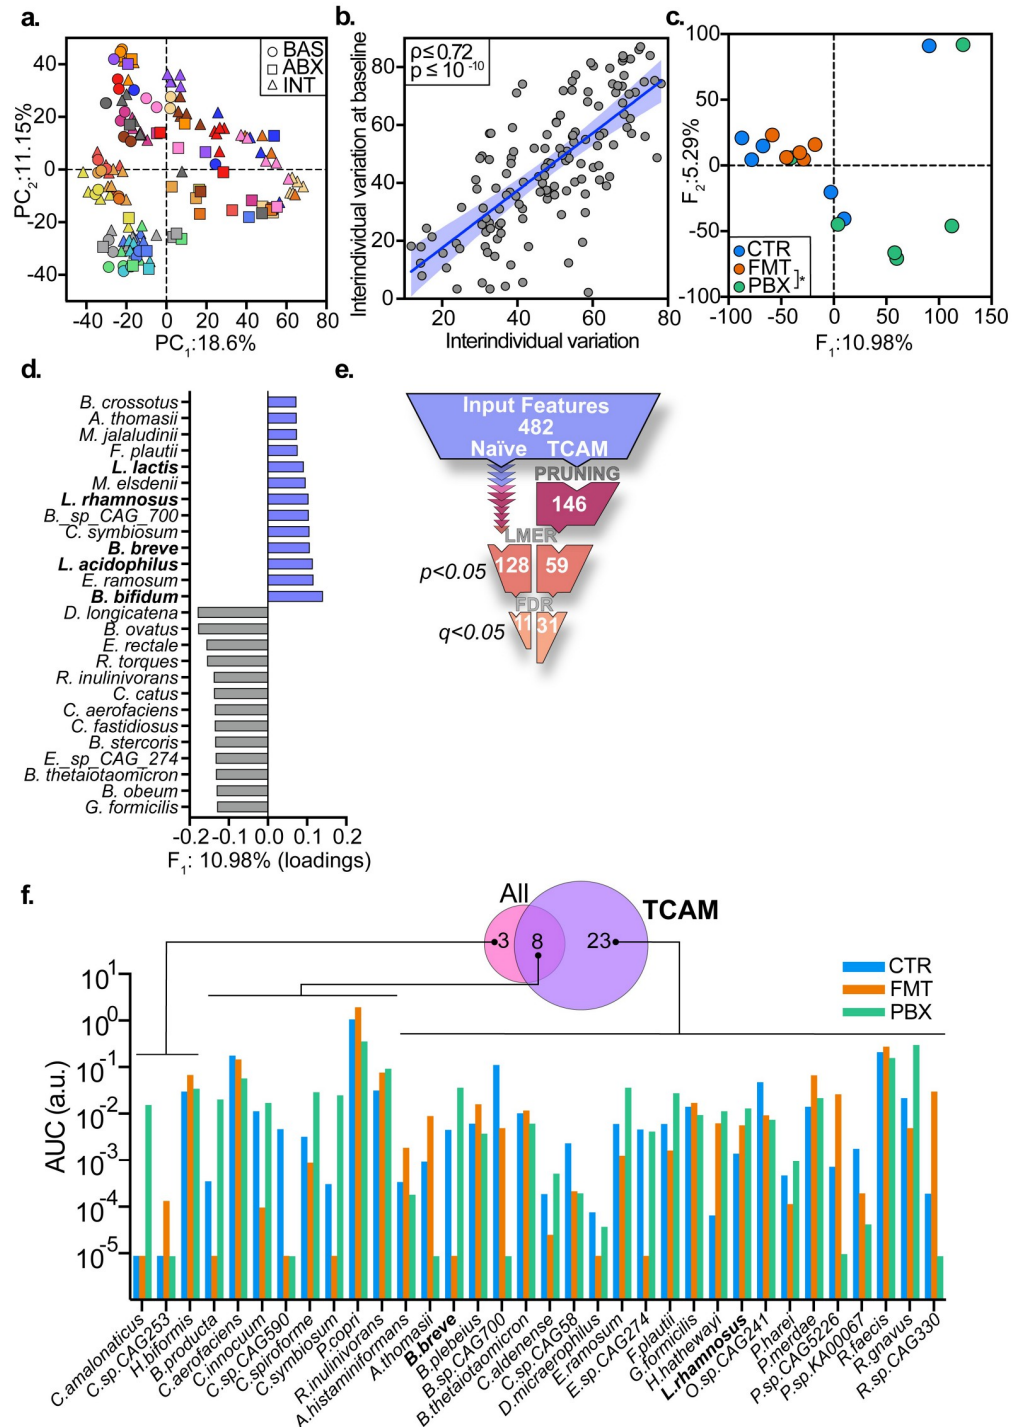 a.
PC2:11.15%
40
20
0
-20
-40
BAS
ABX
INT
-40 -20 0 20 40 60 80
PC1:18.6%
b.
Interindividual variation at baseline
80
60
40
20
0
ρ≤0.72
p ≤ 10-10
20 40 60 80
Interindividual variation
c.
F2:5.29%
100
50
0
-50
-100
CTR
FMT
PBX
*
-100 -50 0 50 100 150
F1:10.98%
d.
B. crossotus
A. thomasii
M. jalaludinii
F. plautii
L. lactis
M. elsdenii
L. rhamnosus
B._sp_CAG_700
C. symbiosum
B. breve
L. acidophilus
E. ramosum
B. bifidum
D. longicatena
B. ovatus
E. rectale
R. torques
R. inulinivorans
C. catus
C. aerofaciens
C. fastidiosus
B. stercoris
E._sp_CAG_274
B. thetaiotaomicron
B. obeum
G. formicilis
-0.2 -0.1 0.0 0.1 0.2
F1: 10.98% (loadings)
e.
Input Features
482
Naïve TCAM
PRUNING
146
LMER
p<0.05
128 59
FDR
q<0.05
11 31
f.
All
TCAM
3 8 23
CTR
FMT
PBX
AUC (a.u.)
10^1
10^0
10^-1
10^-2
10^-3
10^-4
10^-5
C.amalonaticus
C.sp.CAG253
H.biformis
B.producta
C.aerofaciens
C.innocuum
C.sp.CAG590
C.spiroforme
C.symbiosum
P.copri
R.inulinivorans
A.histaminiformans
A.thomasii
B.breve
B.plebeius
B.sp.CAG700
B.thetaiotaomicron
C.caldenense
C.sp.CAG58
D.microaerophilus
E.ramosum
E.sp.CAG274
F.plautii
G.formicilis
H.hathewayi
L.rhamnosus
O.sp.CAG241
P.harei
P.merdae
P.sp.CAG5226
P.sp.KA00067
R.faecis
R.gnavus
R.sp.CAG330